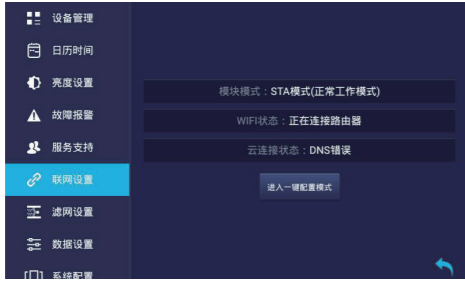 设备管理
日历时间
亮度设置
故障报警
服务支持
联网设置
滤网设置
数据设置
系统配置
模块模式：STA模式(正常工作模式)
WIFI状态：正在连接路由器
云连接状态：DNS错误
进入一键配置模式